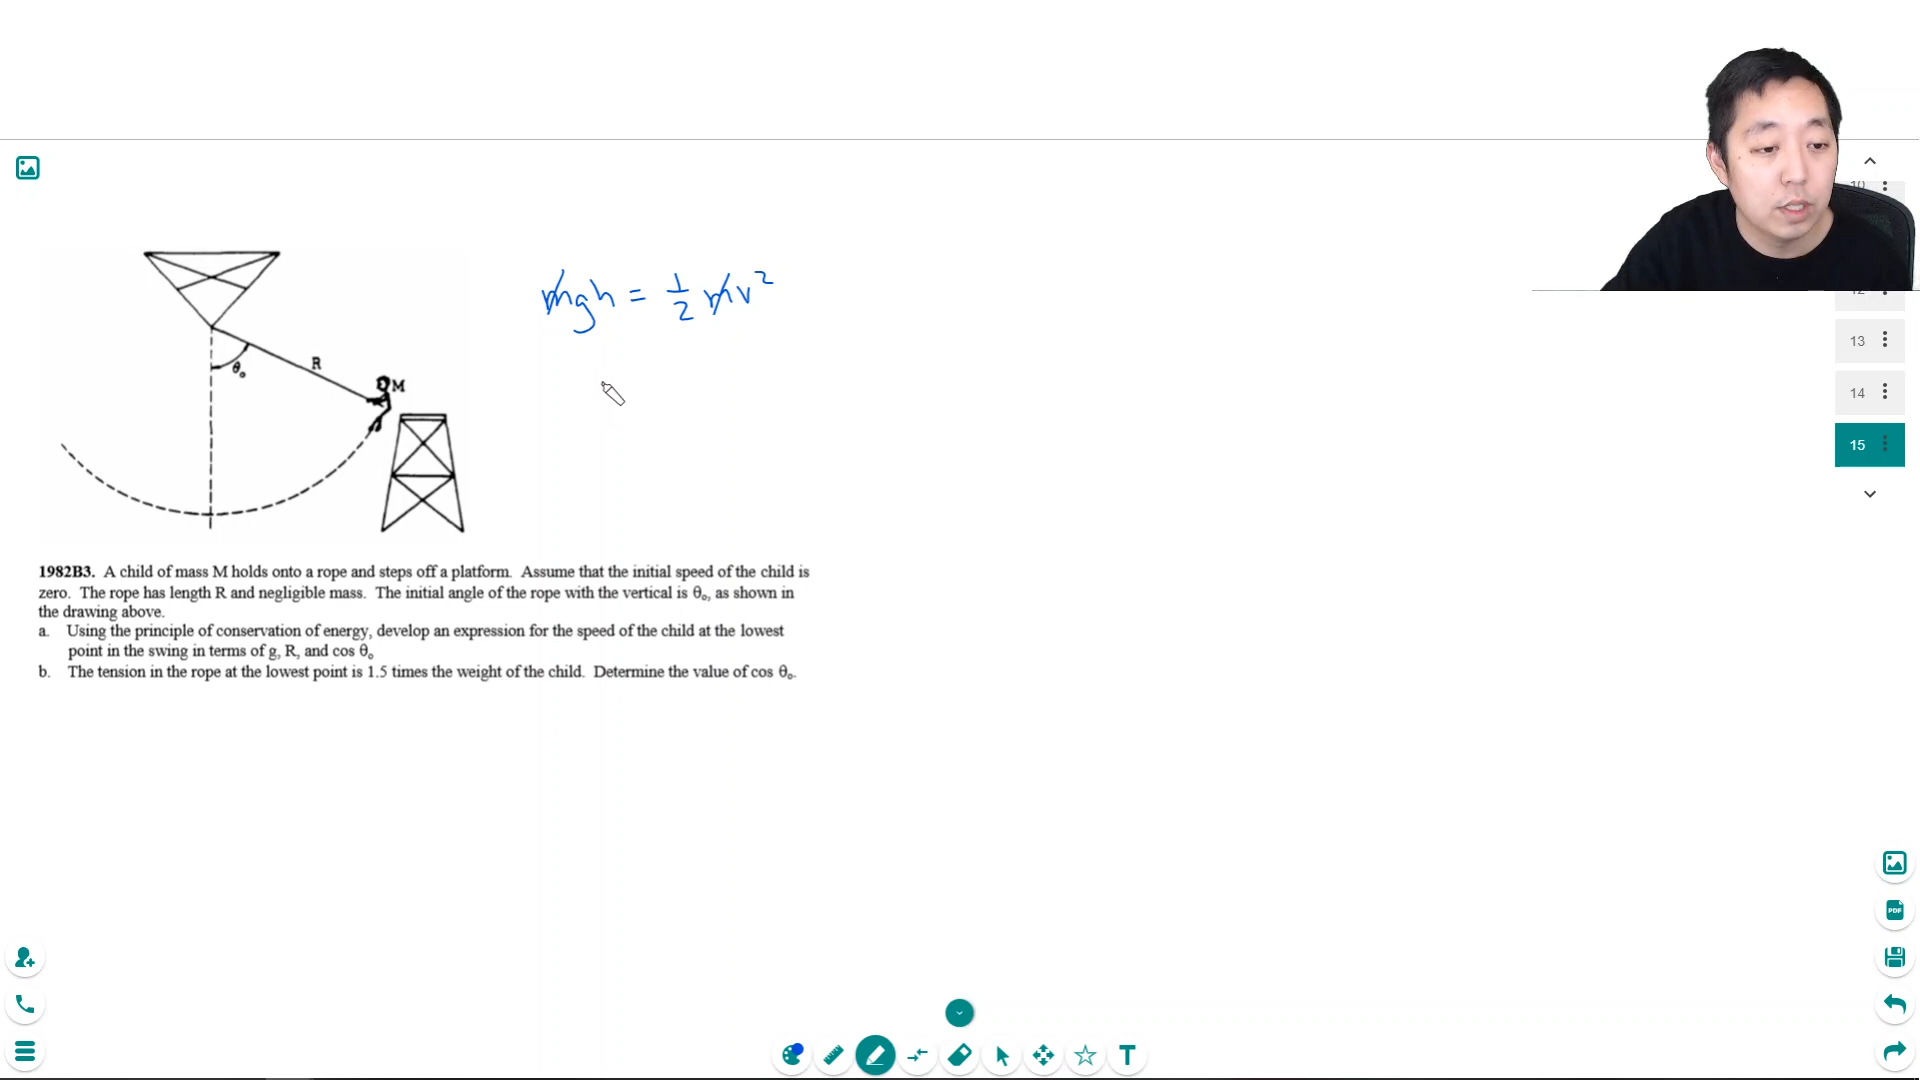 mgh = 1/2 mv²
θ₀
R
M
1982B3. A child of mass M holds onto a rope and steps off a platform. Assume that the initial speed of the child is
zero. The rope has length R and negligible mass. The initial angle of the rope with the vertical is θ₀, as shown in
the drawing above.
a. Using the principle of conservation of energy, develop an expression for the speed of the child at the lowest
point in the swing in terms of g, R, and cos θ₀
b. The tension in the rope at the lowest point is 1.5 times the weight of the child. Determine the value of cos θ₀.
13
14
15
PDF
T